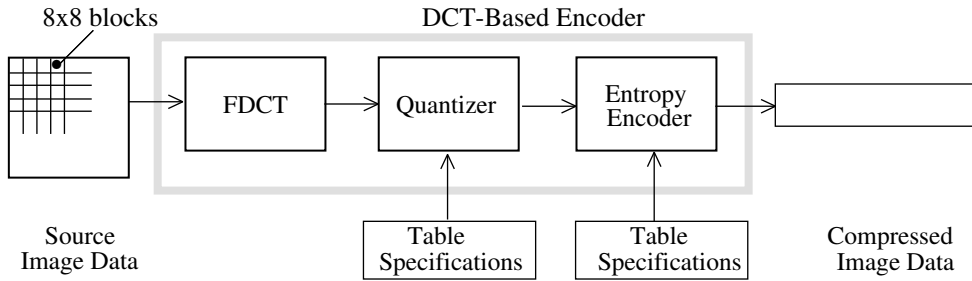 8x8 blocks
DCT-Based Encoder
FDCT
Quantizer
Entropy
Encoder
Source
Image Data
Table
Specifications
Table
Specifications
Compressed
Image Data